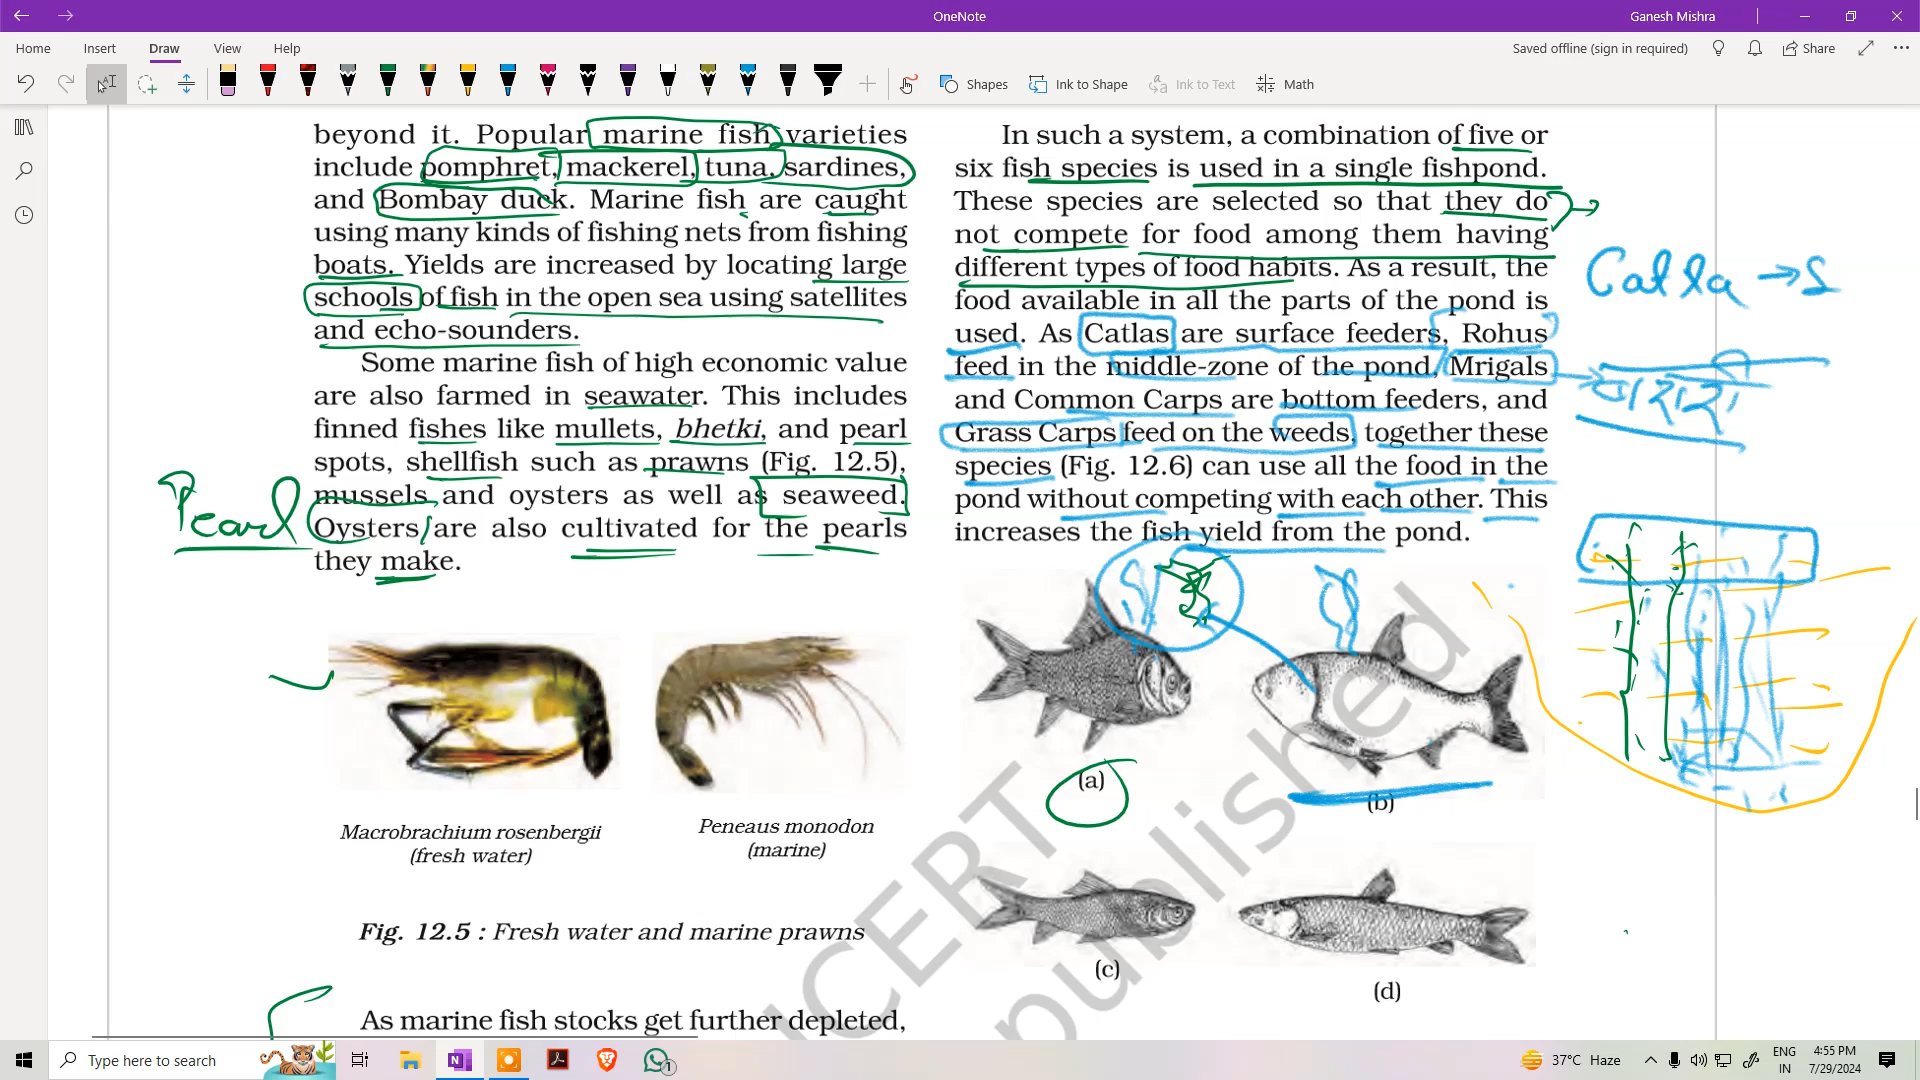 OneNote
Ganesh Mishra
Home Insert Draw View Help
Saved offline (sign in required)
Share
Shapes
Ink to Shape
Ink to Text
Math
beyond it. Popular marine fish varieties
include pomphret, mackerel, tuna, sardines,
and Bombay duck. Marine fish are caught
using many kinds of fishing nets from fishing
boats. Yields are increased by locating large
schools of fish in the open sea using satellites
and echo-sounders.
Some marine fish of high economic value
are also farmed in seawater. This includes
finned fishes like mullets, bhetki, and pearl
spots, shellfish such as prawns (Fig. 12.5),
mussels and oysters as well as seaweed.
Oysters are also cultivated for the pearls
they make.
Pearl
Macrobrachium rosenbergii
(fresh water)
Peneaus monodon
(marine)
Fig. 12.5 : Fresh water and marine prawns
As marine fish stocks get further depleted,
In such a system, a combination of five or
six fish species is used in a single fishpond.
These species are selected so that they do
not compete for food among them having
different types of food habits. As a result, the
food available in all the parts of the pond is
used. As Catlas are surface feeders, Rohus
feed in the middle-zone of the pond, Mrigals
and Common Carps are bottom feeders, and
Grass Carps feed on the weeds, together these
species (Fig. 12.6) can use all the food in the
pond without competing with each other. This
increases the fish yield from the pond.
Catla → S
(a)
(b)
(c)
(d)
published
Type here to search
1
37°C Haze
ENG
IN
4:55 PM
7/29/2024